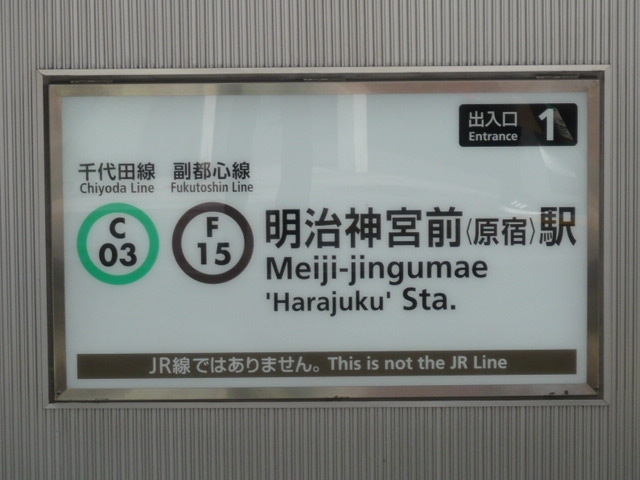 出入口 1
Entrance
千代田線 副都心線
Chiyoda Line Fukutoshin Line
C F
03 15
明治神宮前〈原宿〉駅
Meiji-jingumae
'Harajuku' Sta.
JR線ではありません。This is not the JR Line